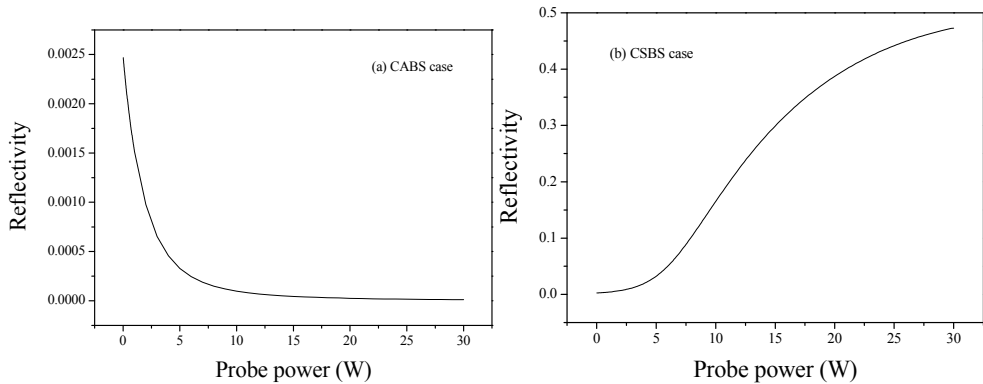 (a) CABS case
Reflectivity
0.0025
0.0020
0.0015
0.0010
0.0005
0.0000
0 5 10 15 20 25 30
Probe power (W)
(b) CSBS case
Reflectivity
0.5
0.4
0.3
0.2
0.1
0.0
0 5 10 15 20 25 30
Probe power (W)